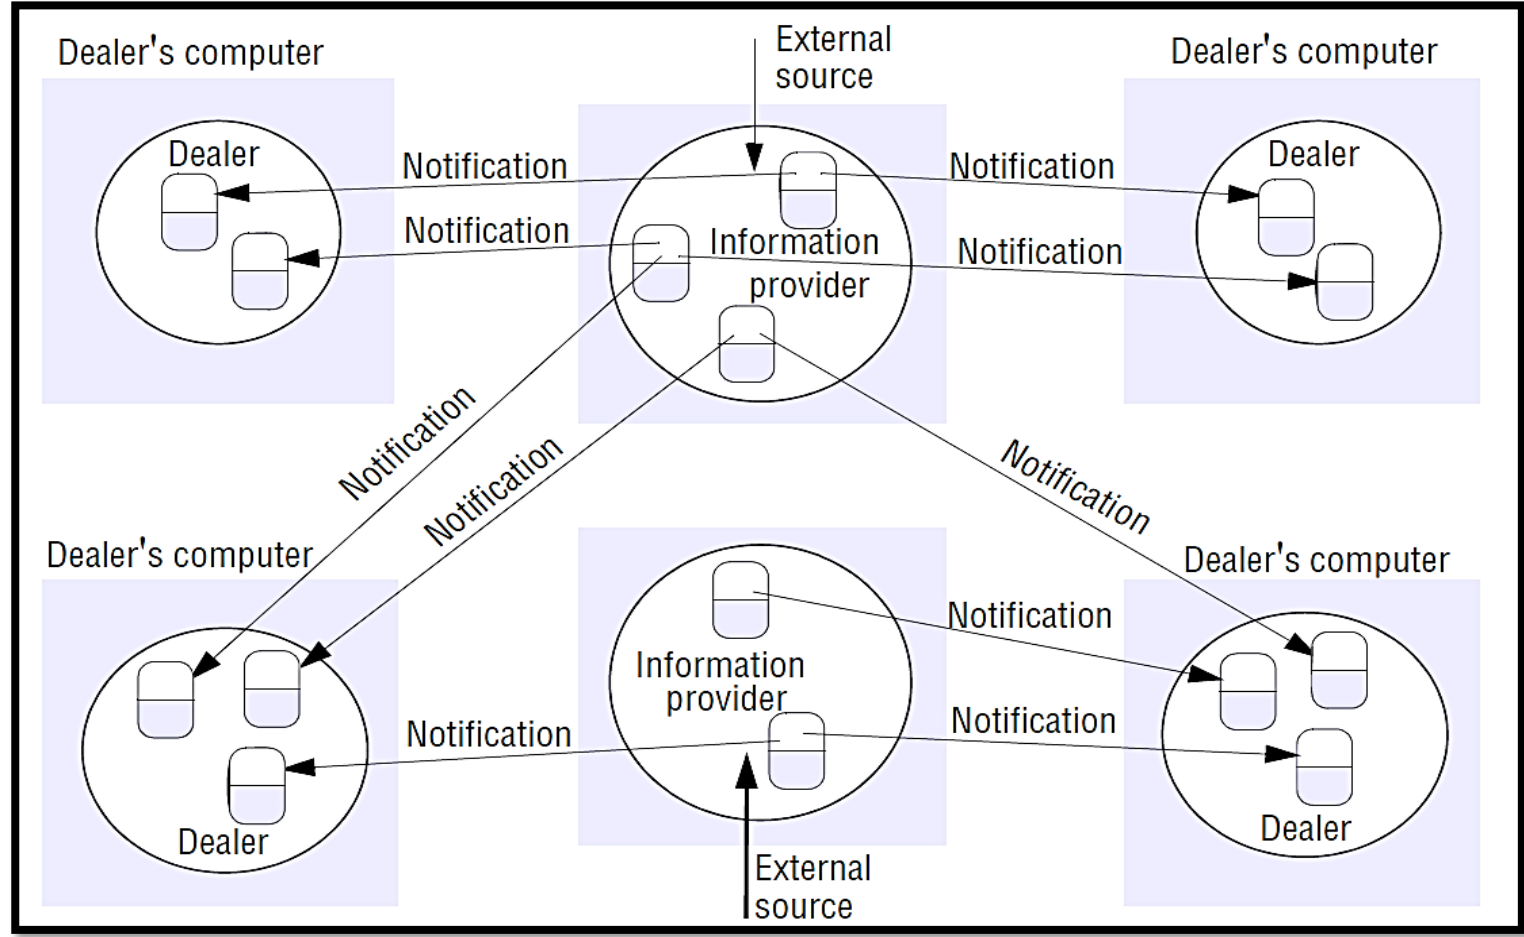 Dealer's computer
External
source
Dealer's computer
Dealer
Notification
Notification
Dealer
Notification
Information
provider
Notification
Notification
Notification
Notification
Dealer's computer
Dealer's computer
Notification
Information
provider
Notification
Notification
Dealer
Dealer
External
source